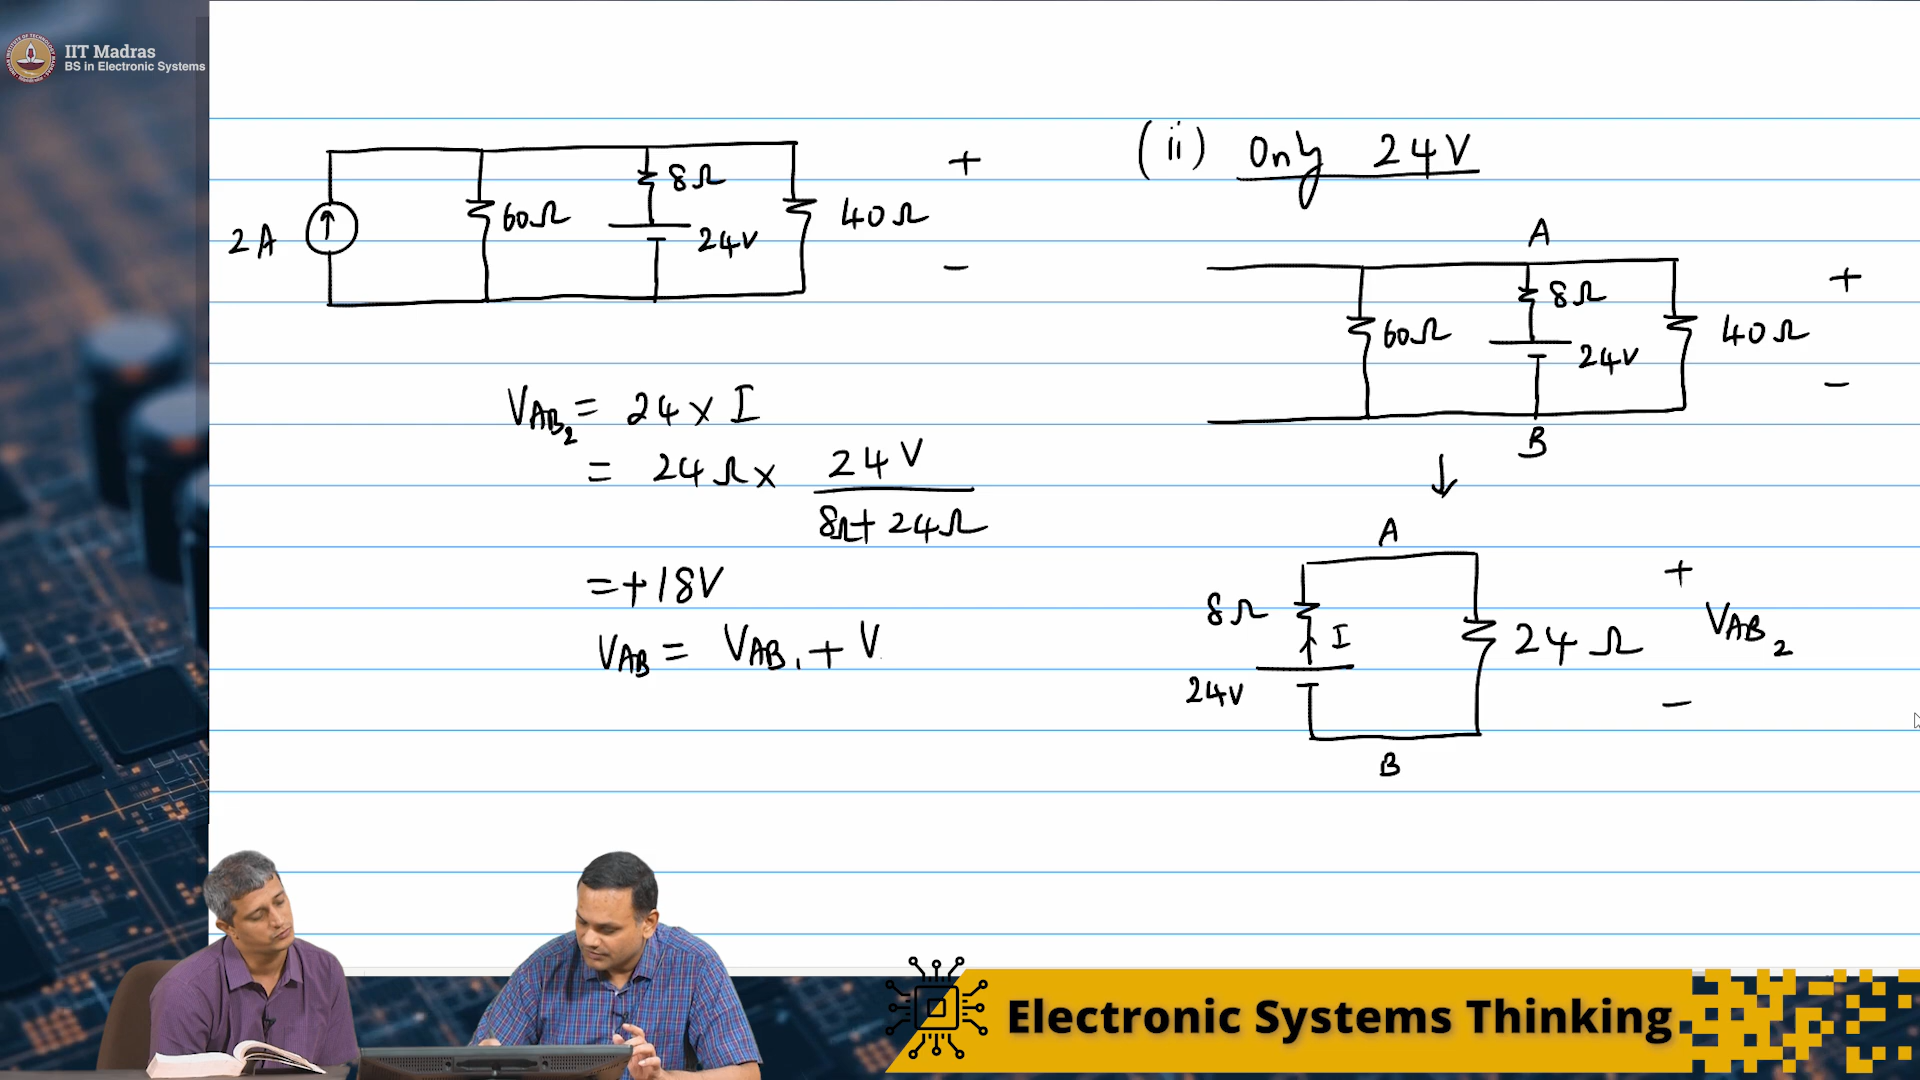 IIT Madras
BS in Electronic Systems
2A
60Ω
8Ω
24V
40Ω
+
−
V_AB₂ = 24 × I
= 24Ω × 24V / (8Ω + 24Ω)
= +18V
V_AB = V_AB₁ + V
(ii) Only 24V
A
60Ω
8Ω
24V
40Ω
+
−
B
↓
A
8Ω
I
24V
24Ω
+
V_AB₂
−
B
Electronic Systems Thinking